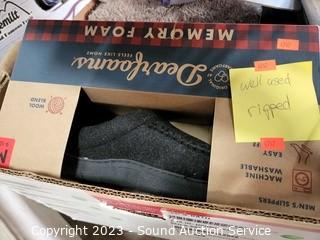 MEMORY FOAM
Dearfoams
FEELS LIKE HOME
WOOL
BLEND
well used
ripped
EASY
MACHINE
WASHABLE
MEN'S SLIPPERS
M
Copyright 2023 - Sound Auction Service